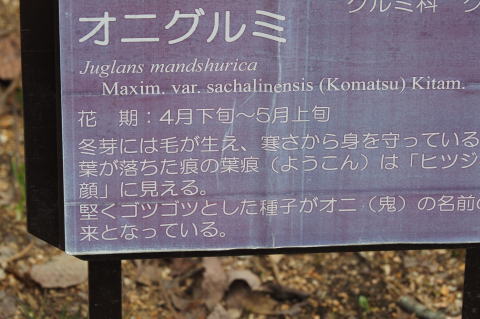 オニグルミ
クルミ科 ク
Juglans mandshurica
Maxim. var. sachalinensis (Komatsu) Kitam.
花 期：4月下旬～5月上旬
冬芽には毛が生え、寒さから身を守っている
葉が落ちた痕の葉痕（ようこん）は「ヒツジ
顔」に見える。
堅くゴツゴツとした種子がオニ（鬼）の名前の
来となっている。